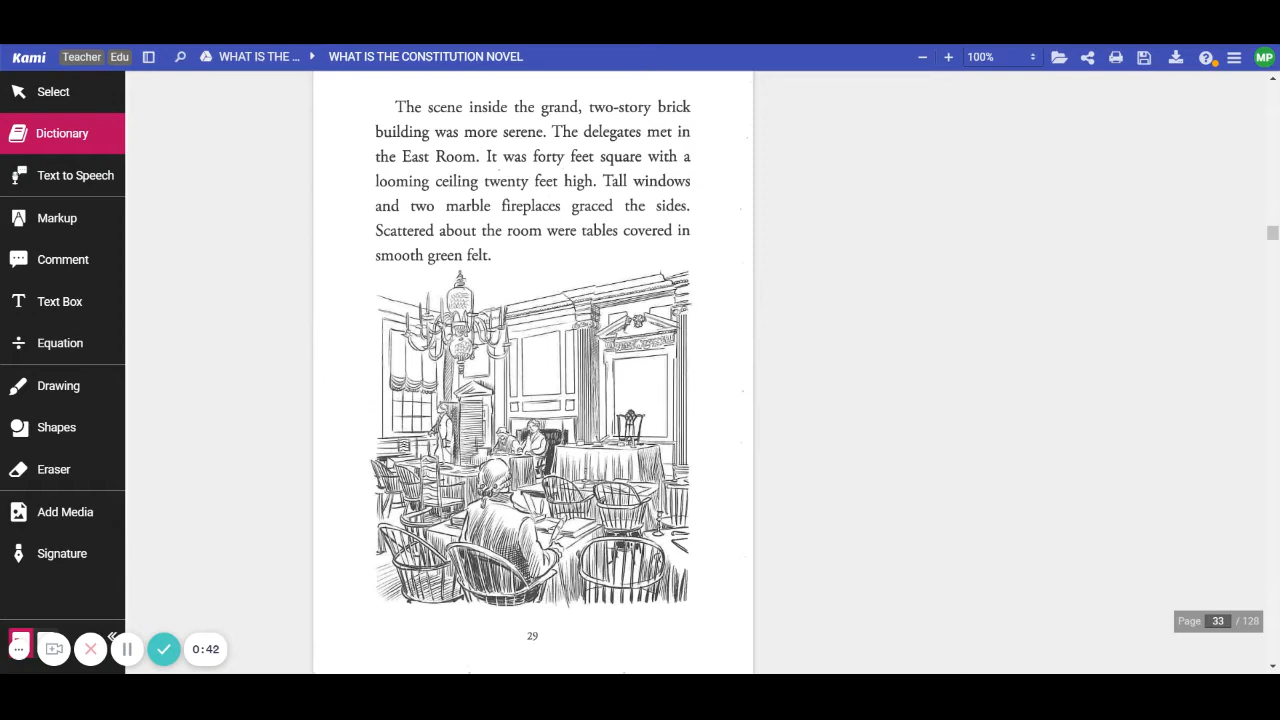 Kami Teacher Edu WHAT IS THE ... WHAT IS THE CONSTITUTION NOVEL 100% MP
Select
Dictionary
Text to Speech
Markup
Comment
Text Box
Equation
Drawing
Shapes
Eraser
Add Media
Signature
0:42
The scene inside the grand, two-story brick
building was more serene. The delegates met in
the East Room. It was forty feet square with a
looming ceiling twenty feet high. Tall windows
and two marble fireplaces graced the sides.
Scattered about the room were tables covered in
smooth green felt.
29
Page 33 / 128